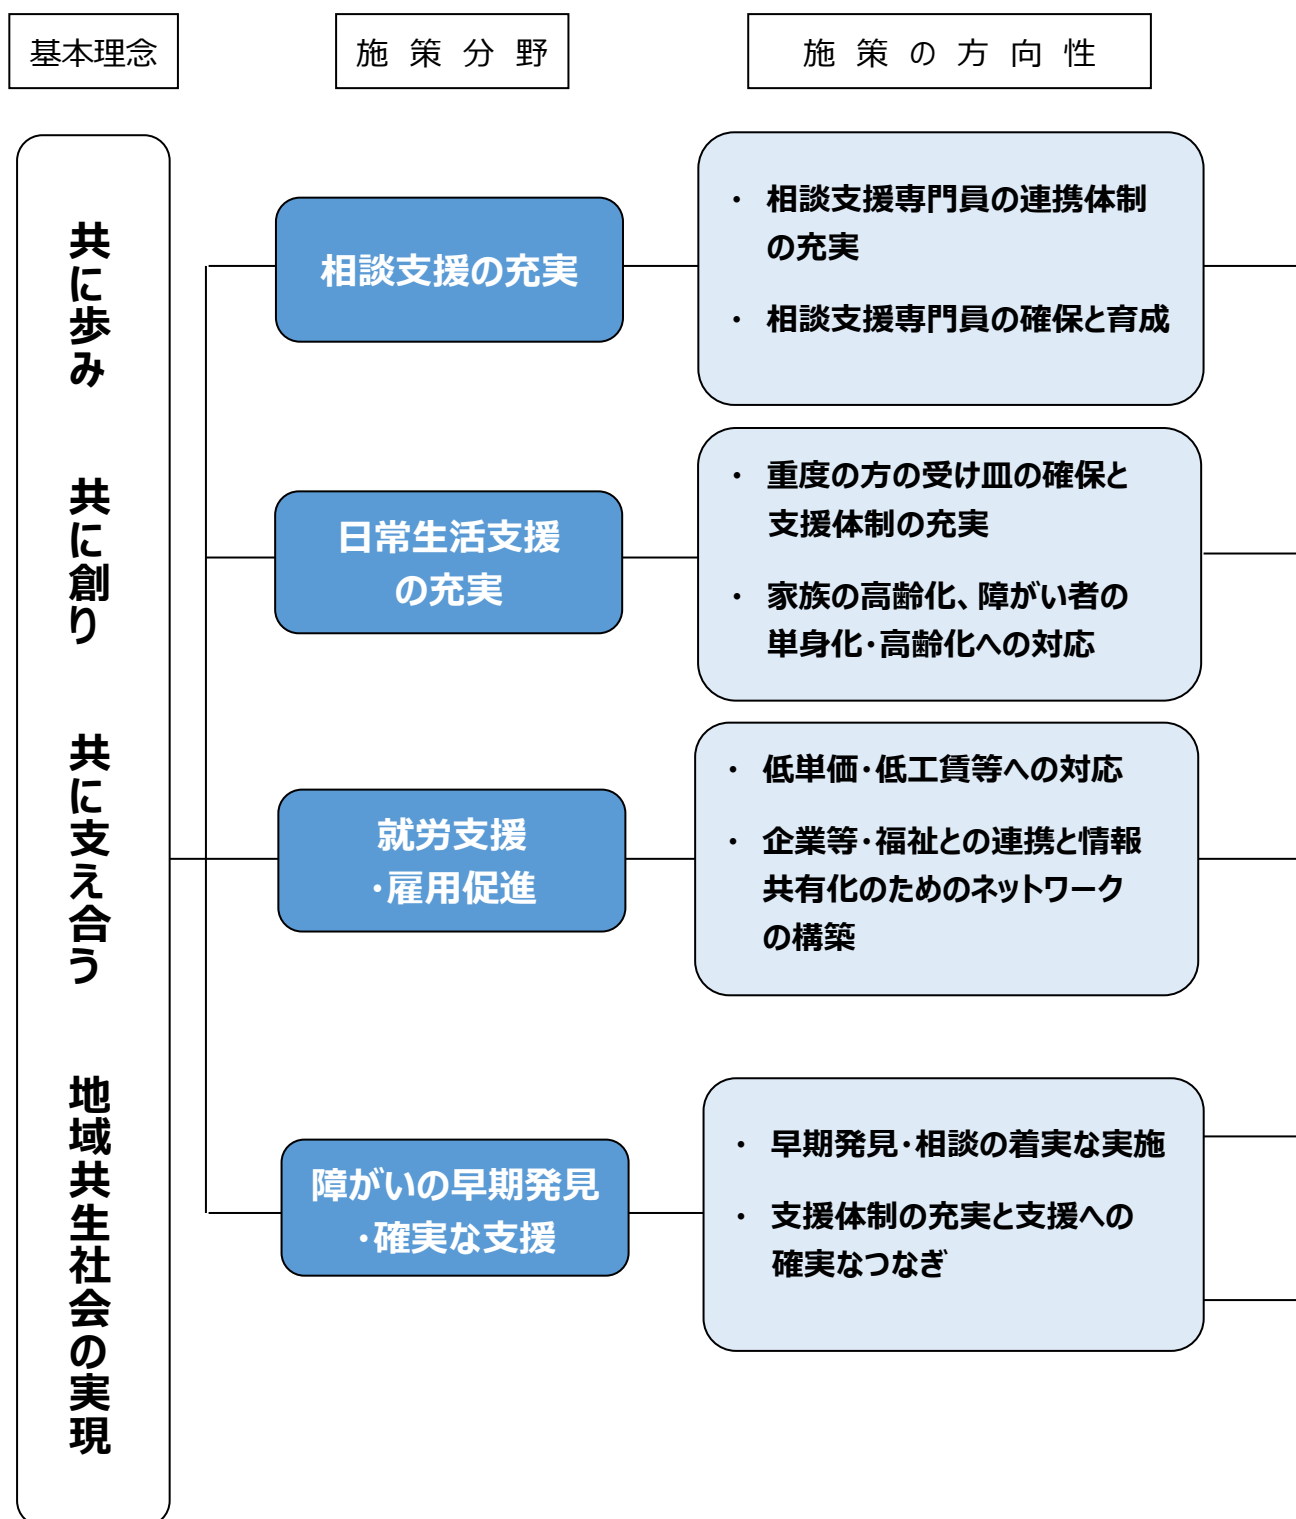 基本理念
施策分野
施策の方向性
共に歩み　共に創り　共に支え合う　地域共生社会の実現
相談支援の充実
・ 相談支援専門員の連携体制
の充実
・ 相談支援専門員の確保と育成
日常生活支援
の充実
・ 重度の方の受け皿の確保と
支援体制の充実
・ 家族の高齢化、障がい者の
単身化・高齢化への対応
就労支援
・雇用促進
・ 低単価・低工賃等への対応
・ 企業等・福祉との連携と情報
共有化のためのネットワーク
の構築
障がいの早期発見
・確実な支援
・ 早期発見・相談の着実な実施
・ 支援体制の充実と支援への
確実なつなぎ